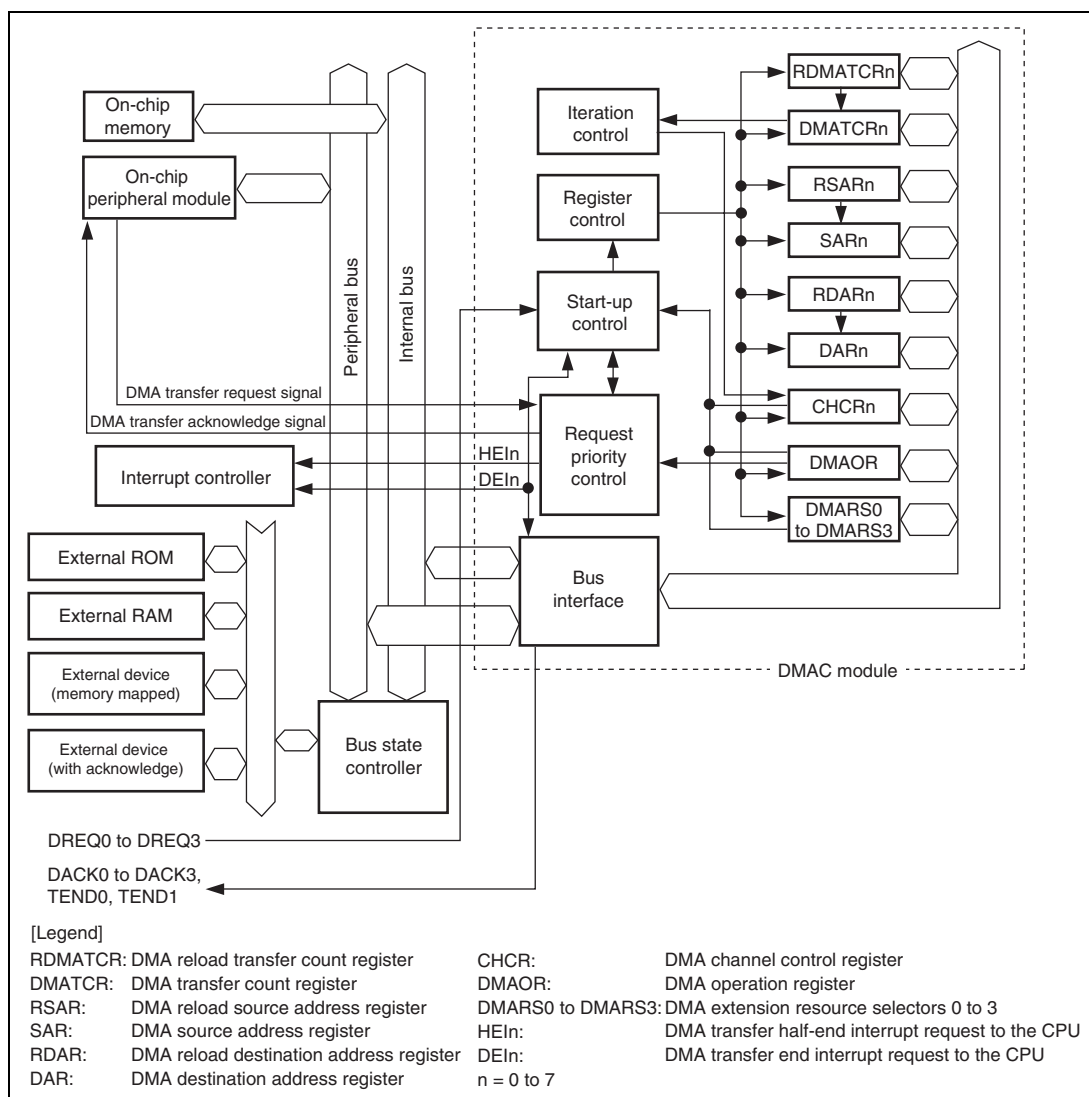 On-chip
memory
On-chip
peripheral module
Peripheral bus
Internal bus
Iteration
control
Register
control
Start-up
control
Request
priority
control
Bus
interface
RDMATCRn
DMATCRn
RSARn
SARn
RDARn
DARn
CHCRn
DMAOR
DMARS0
to DMARS3
DMA transfer request signal
DMA transfer acknowledge signal
HEIn
DEIn
Interrupt controller
External ROM
External RAM
External device
(memory mapped)
External device
(with acknowledge)
Bus state
controller
DMAC module
DREQ0 to DREQ3
DACK0 to DACK3,
TEND0, TEND1
[Legend]
RDMATCR: DMA reload transfer count register
DMATCR: DMA transfer count register
RSAR: DMA reload source address register
SAR: DMA source address register
RDAR: DMA reload destination address register
DAR: DMA destination address register
CHCR: DMA channel control register
DMAOR: DMA operation register
DMARS0 to DMARS3: DMA extension resource selectors 0 to 3
HEIn: DMA transfer half-end interrupt request to the CPU
DEIn: DMA transfer end interrupt request to the CPU
n = 0 to 7